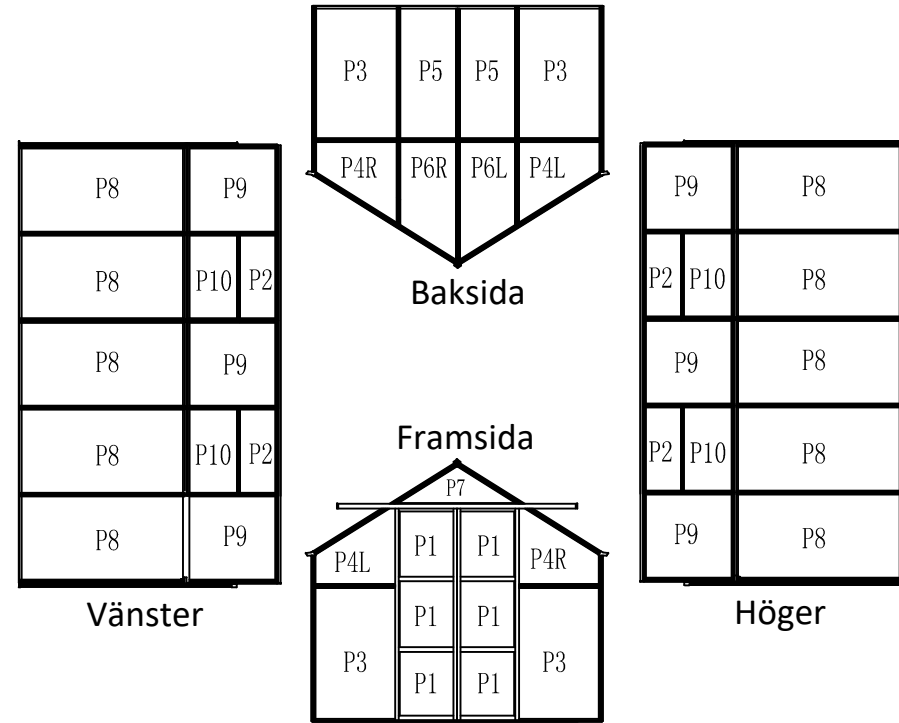 P3 P5 P5 P3
P4R P6R P6L P4L
Baksida
P8 P9
P8 P10 P2
P8 P9
P8 P10 P2
P8 P9
Vänster
Framsida
P7
P4L P1 P1 P4R
P1 P1
P3 P1 P1 P3
P9 P8
P2 P10 P8
P9 P8
P2 P10 P8
P9 P8
Höger